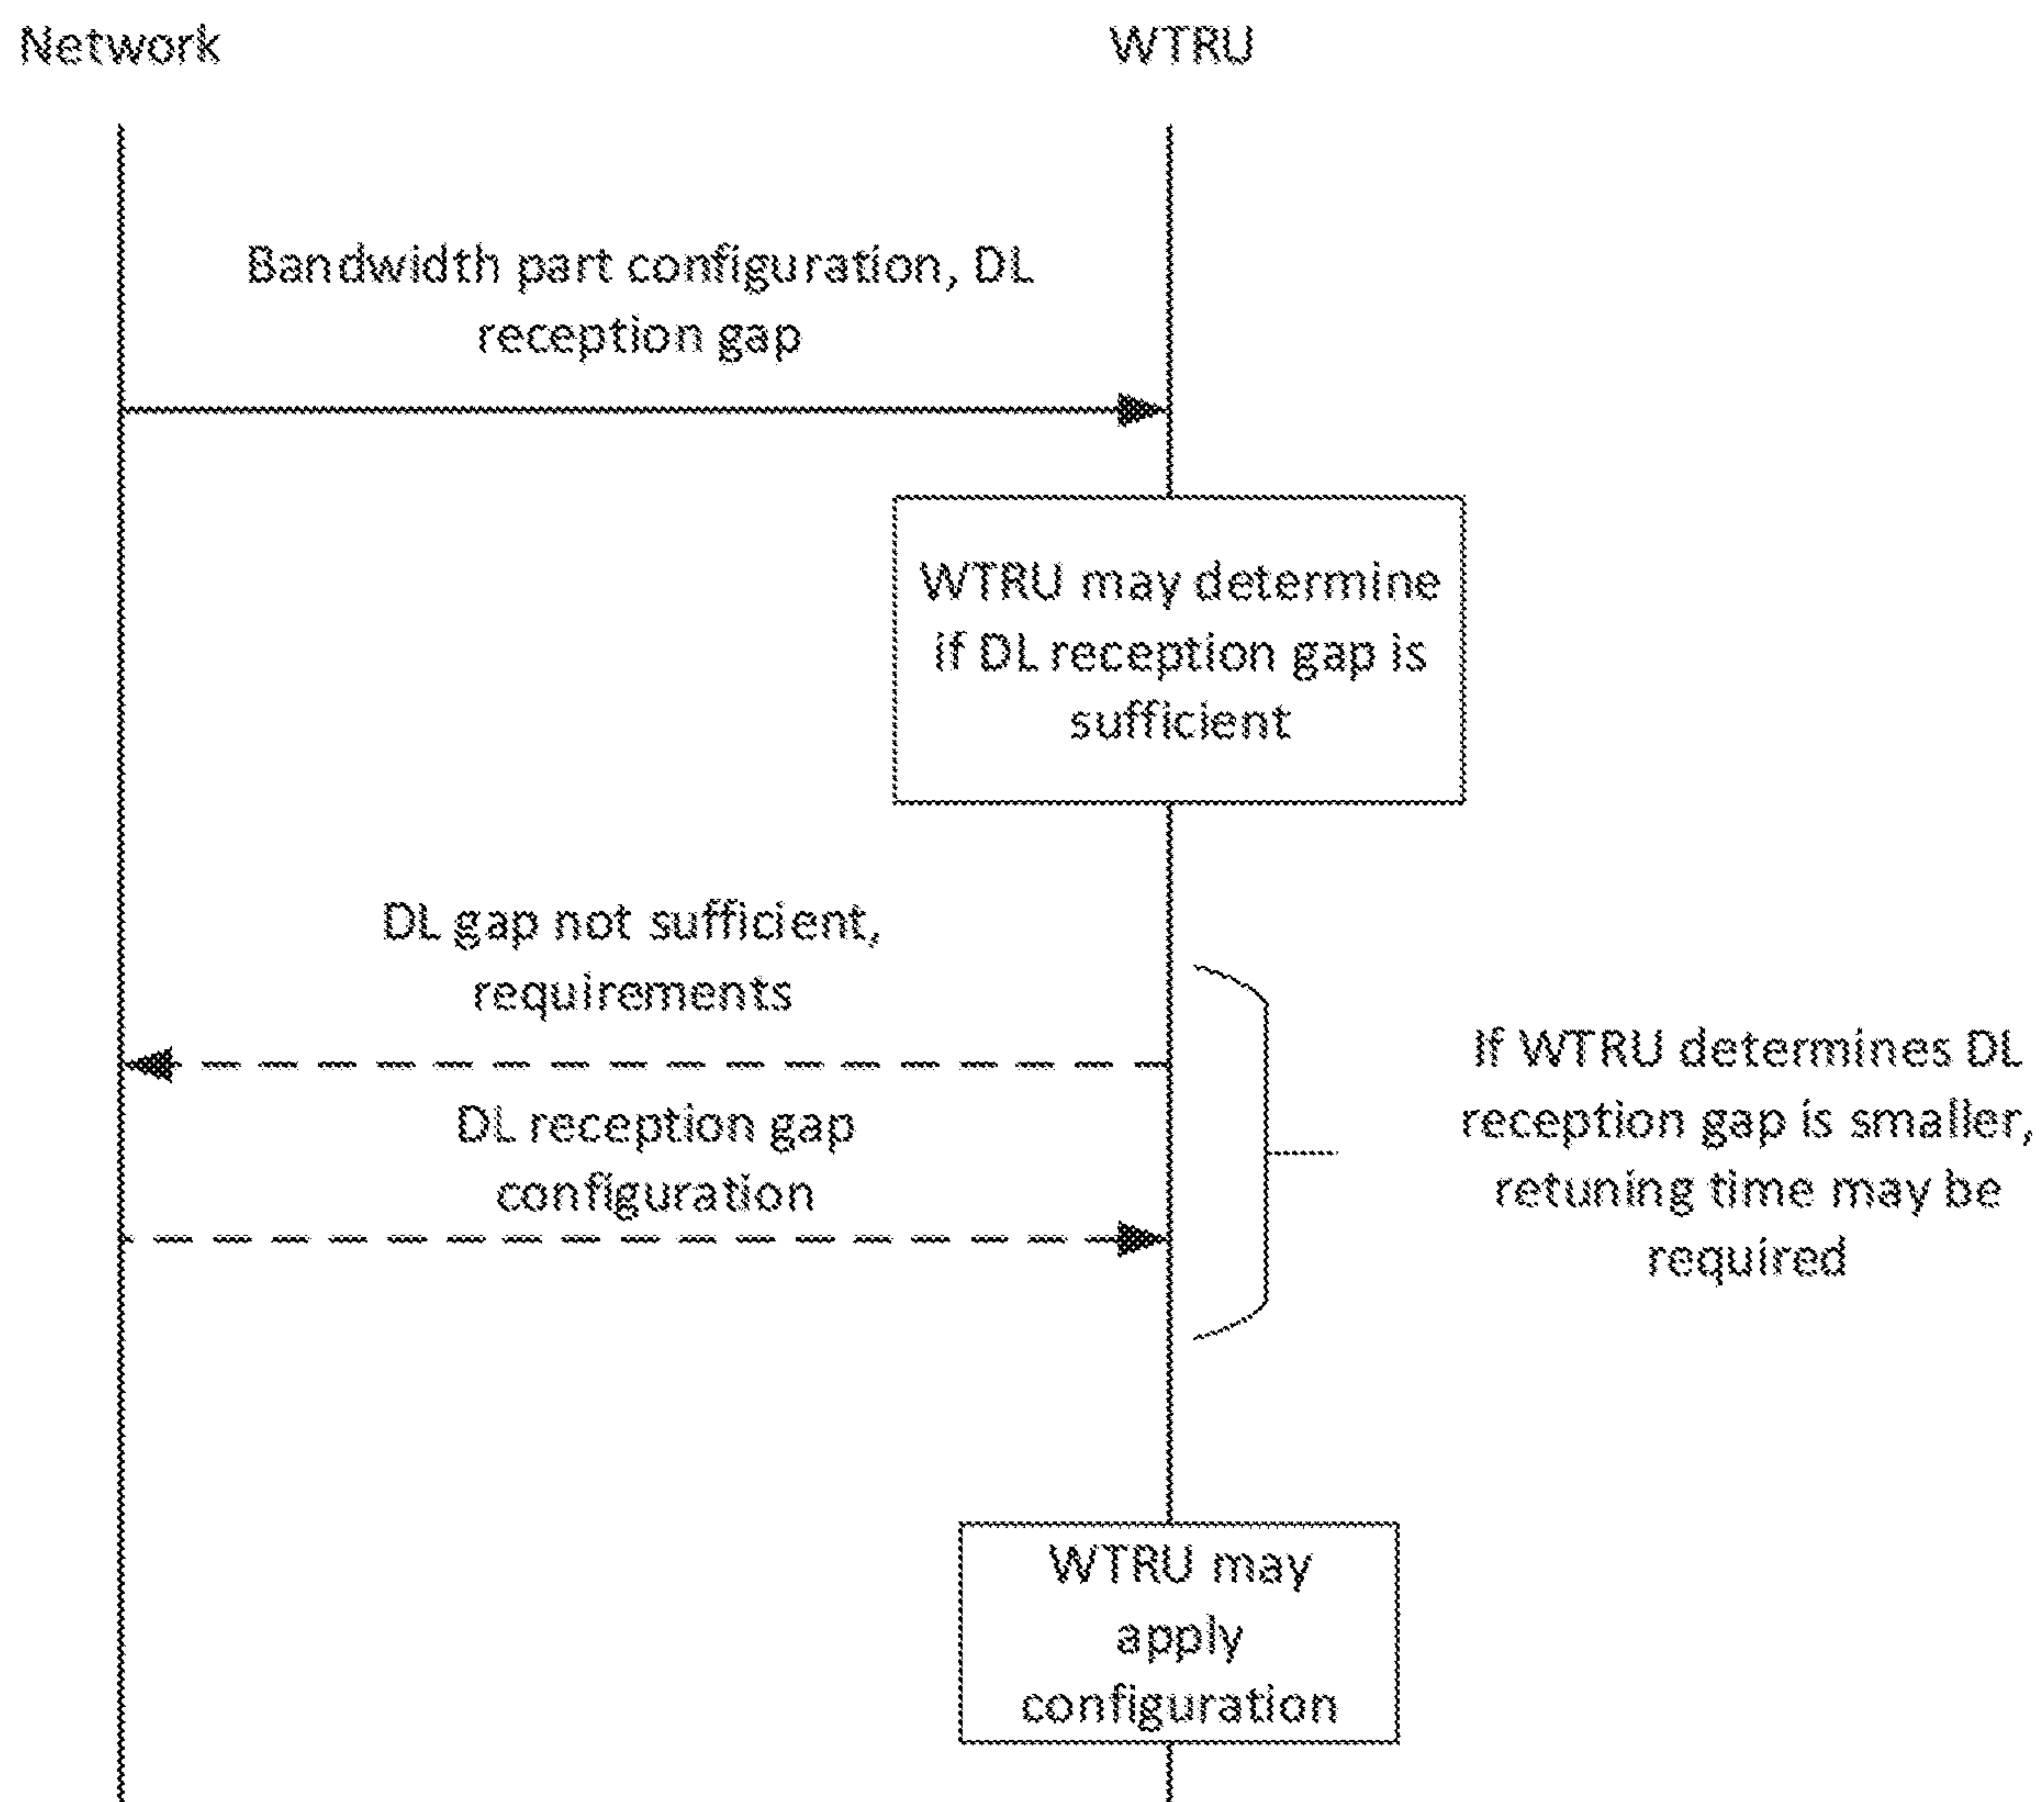 Network
WTRU
Bandwidth part configuration, DL
reception gap
WTRU may determine
if DL reception gap is
sufficient
DL gap not sufficient,
requirements
DL reception gap
configuration
If WTRU determines DL
reception gap is smaller,
retuning time may be
required
WTRU may
apply
configuration